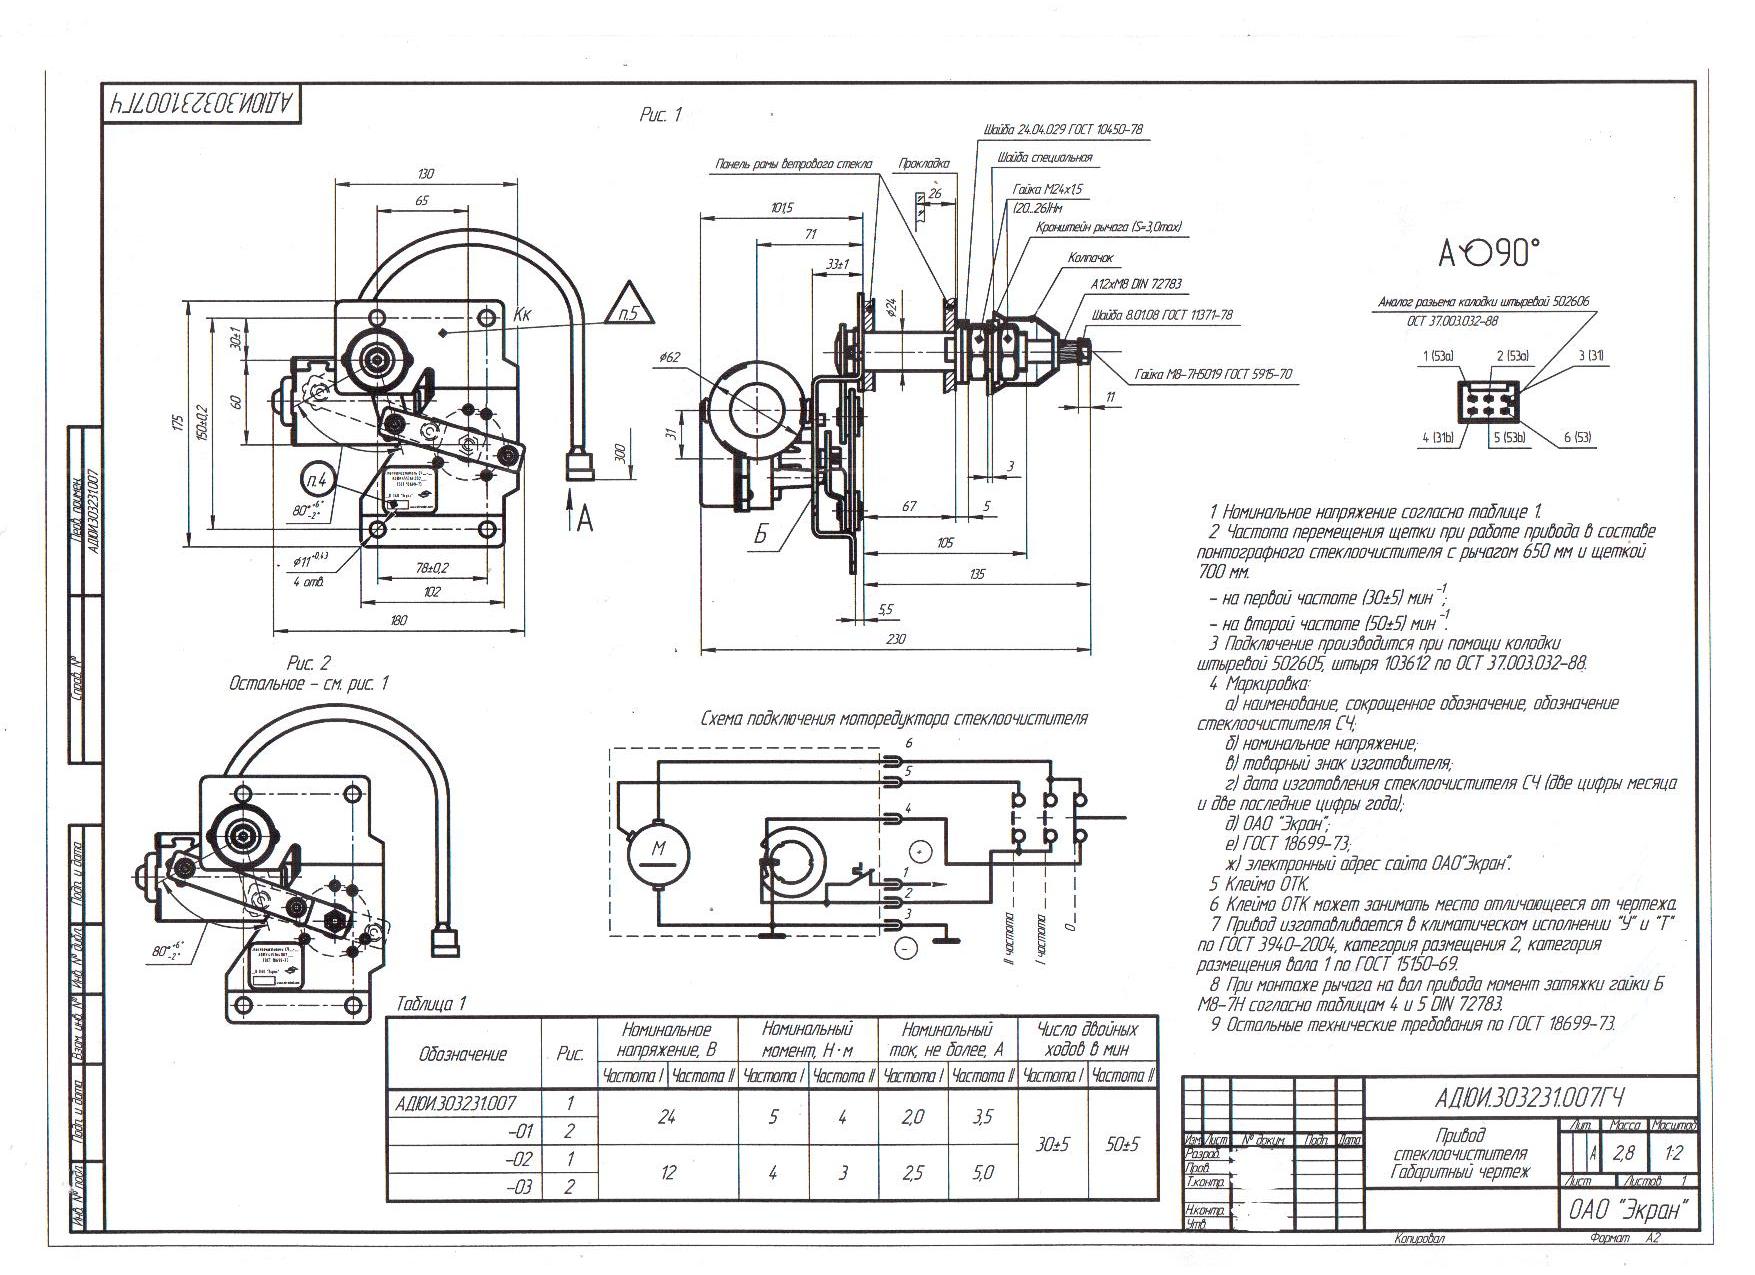 АДЮИ.303231.007ГЧ
Рис. 1
130
65
Кк
п.5
175
150±0,2
30±1
60
п.4
80°+6°-2°
φ11+0,43
4 отв.
78±0,2
102
180
300
А
Панель рамы ветрового стекла
Прокладка
Шайба 24.04.029 ГОСТ 10450-78
Шайба специальная
Гайка М24х1,5
(20...26)Нм
Кронштейн рычага (S=3,0max)
Колпачок
А12хМ8 DIN 72783
Шайба 8.01.08 ГОСТ 11371-78
Гайка М8-7Н5019 ГОСТ 5915-70
101,5
26
71
33±1
φ24
φ62
31
11
3
67
5
Б
105
135
5,5
230
А 90°
Аналог разъема колодки штыревой 502606
ОСТ 37.003.032-88
1 (53а)
2 (53а)
3 (31)
4 (31b)
5 (53b)
6 (53)
Рис. 2
Остальное - см. рис. 1
80°+6°-2°
Схема подключения моторедуктора стеклоочистителя
6
5
4
+
1
2
3
-
М
II частота
I частота
0
1 Номинальное напряжение согласно таблице 1.
2 Частота перемещения щетки при работе привода в составе
понтографного стеклоочистителя с рычагом 650 мм и щеткой
700 мм.
- на первой частоте (30±5) мин-1;
- на второй частоте (50±5) мин-1.
3 Подключение производится при помощи колодки
штыревой 502605, штыря 103612 по ОСТ 37.003.032-88.
4 Маркировка:
а) наименование, сокрощенное обозначение, обозначение
стеклоочистителя СЧ;
б) номинальное напряжение;
в) товарный знак изготовителя;
г) дата изготовления стеклоочистителя СЧ (две цифры месяца
и две последние цифры года);
д) ОАО "Экран";
е) ГОСТ 18699-73;
ж) электронный адрес сайта ОАО"Экран".
5 Клеймо ОТК.
6 Клеймо ОТК может занимать место отличающееся от чертежа.
7 Привод изготавливается в климатическом исполнении "У" и "Т"
по ГОСТ 3940-2004, категория размещения 2, категория
размещения вала 1 по ГОСТ 15150-69.
8 При монтаже рычага на вал привода момент затяжки гайки Б
М8-7Н согласно таблицам 4 и 5 DIN 72783.
9 Остальные технические требования по ГОСТ 18699-73.
Таблица 1
Обозначение Рис. Номинальное напряжение, В Номинальный момент, Н·м Номинальный ток, не более, А Число двойных ходов в мин
Частота I Частота II Частота I Частота II Частота I Частота II Частота I Частота II
АДЮИ.303231.007 1 24 5 4 2,0 3,5 30±5 50±5
-01 2
-02 1 12 4 3 2,5 5,0
-03 2
Перв. примен.
АДЮИ.303231.007
Справ. №
Подп. и дата
Инв. № дубл.
Взам. инв. №
Подп. и дата
Инв. № подл.
АДЮИ.303231.007ГЧ
Изм. Лист № докум. Подп. Дата
Разраб.
Пров.
Т.контр.
Н.контр.
Утв.
Привод
стеклоочистителя
Габаритный чертеж
Лит. Масса Масштаб
А 2,8 1:2
Лист Листов 1
ОАО "Экран"
Копировал Формат А2